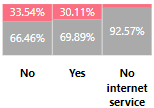 33.54% 30.11%
66.46% 69.89% 92.57%
No Yes No
internet
service